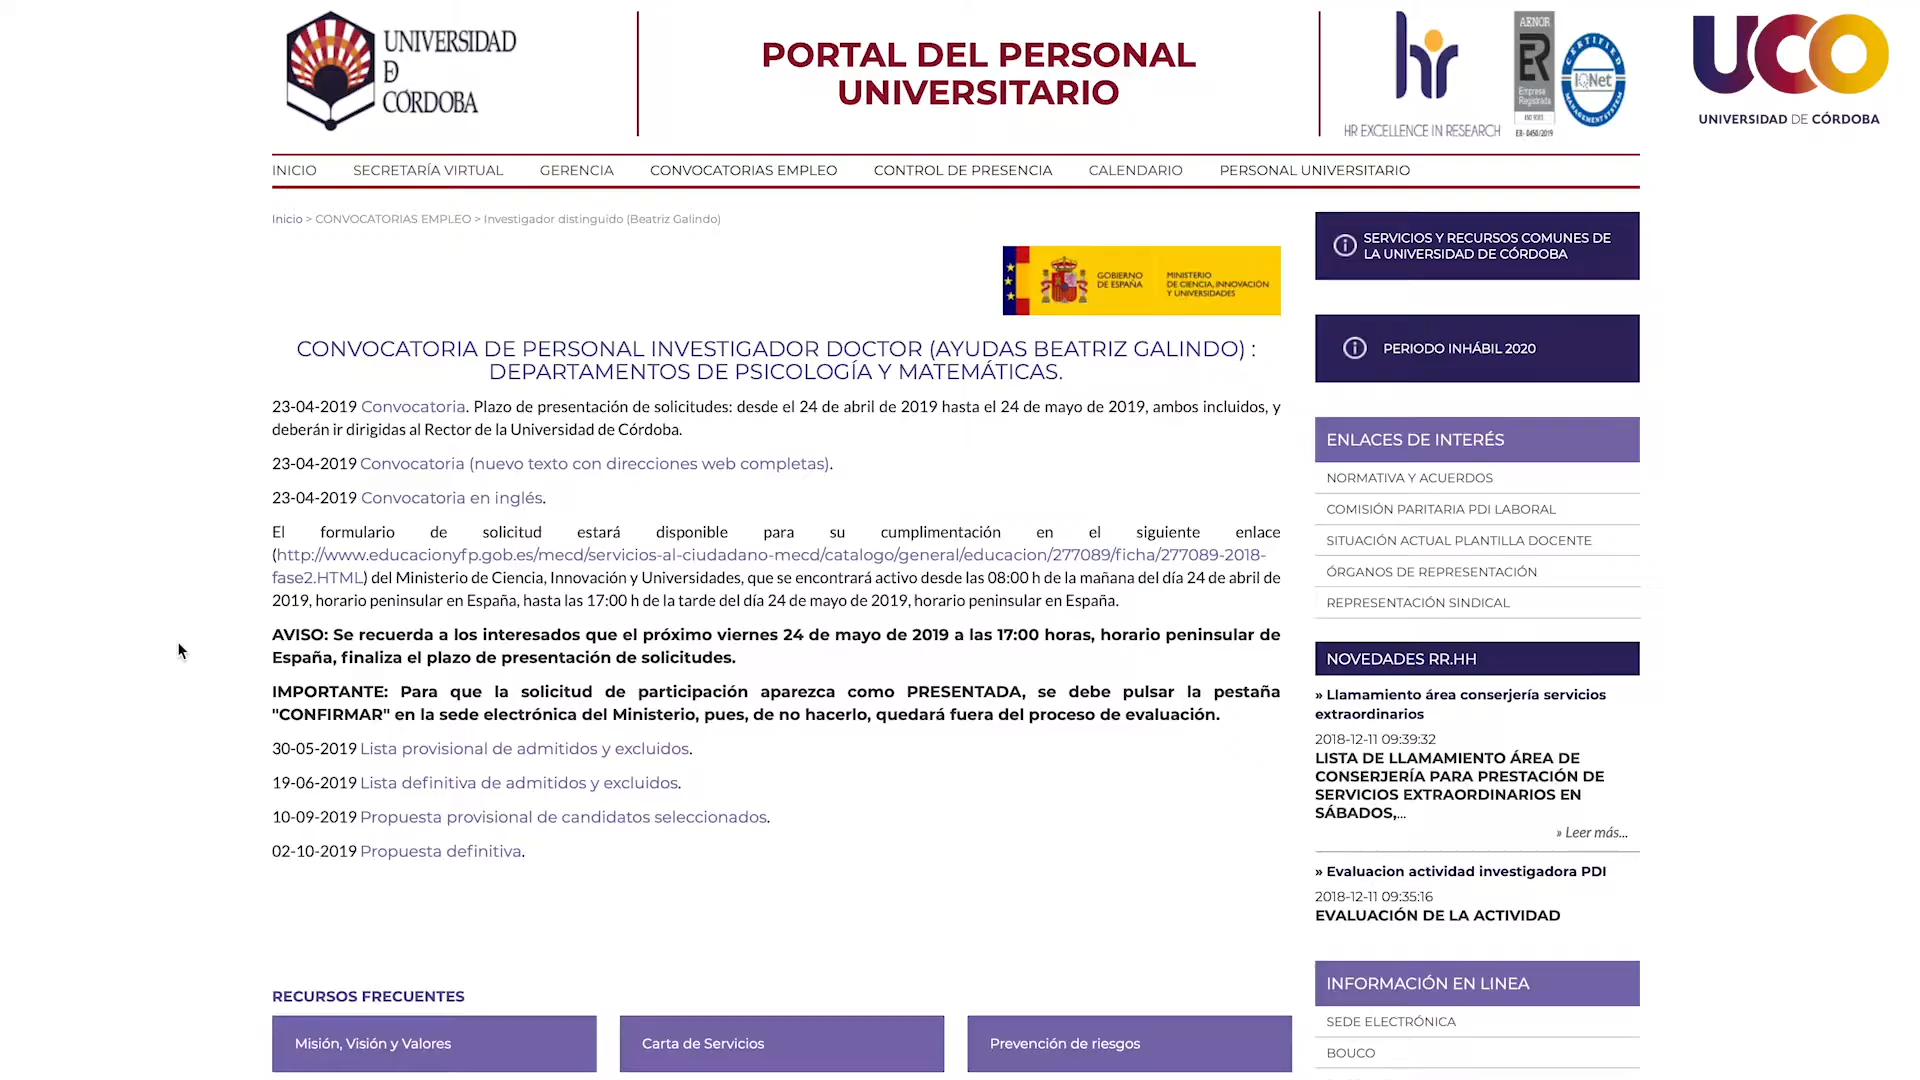 UNIVERSIDAD
Đ
CÓRDOBA
PORTAL DEL PERSONAL
UNIVERSITARIO
hr
HR EXCELLENCE IN RESEARCH
AENOR
ER
Empresa
Registrada
ISO 9001
ER-0450/2019
CERTIFIED
IQNet
MANAGEMENT SYSTEM
UCO
UNIVERSIDAD DE CÓRDOBA
INICIO SECRETARÍA VIRTUAL GERENCIA CONVOCATORIAS EMPLEO CONTROL DE PRESENCIA CALENDARIO PERSONAL UNIVERSITARIO
Inicio > CONVOCATORIAS EMPLEO > Investigador distinguido (Beatriz Galindo)
GOBIERNO
DE ESPAÑA
MINISTERIO
DE CIENCIA, INNOVACIÓN
Y UNIVERSIDADES
CONVOCATORIA DE PERSONAL INVESTIGADOR DOCTOR (AYUDAS BEATRIZ GALINDO) :
DEPARTAMENTOS DE PSICOLOGÍA Y MATEMÁTICAS.
23-04-2019 Convocatoria. Plazo de presentación de solicitudes: desde el 24 de abril de 2019 hasta el 24 de mayo de 2019, ambos incluidos, y
deberán ir dirigidas al Rector de la Universidad de Córdoba.
23-04-2019 Convocatoria (nuevo texto con direcciones web completas).
23-04-2019 Convocatoria en inglés.
El formulario de solicitud estará disponible para su cumplimentación en el siguiente enlace
(http://www.educacionyfp.gob.es/mecd/servicios-al-ciudadano-mecd/catalogo/general/educacion/277089/ficha/277089-2018-
fase2.HTML) del Ministerio de Ciencia, Innovación y Universidades, que se encontrará activo desde las 08:00 h de la mañana del día 24 de abril de
2019, horario peninsular en España, hasta las 17:00 h de la tarde del día 24 de mayo de 2019, horario peninsular en España.
AVISO: Se recuerda a los interesados que el próximo viernes 24 de mayo de 2019 a las 17:00 horas, horario peninsular de
España, finaliza el plazo de presentación de solicitudes.
IMPORTANTE: Para que la solicitud de participación aparezca como PRESENTADA, se debe pulsar la pestaña
"CONFIRMAR" en la sede electrónica del Ministerio, pues, de no hacerlo, quedará fuera del proceso de evaluación.
30-05-2019 Lista provisional de admitidos y excluidos.
19-06-2019 Lista definitiva de admitidos y excluidos.
10-09-2019 Propuesta provisional de candidatos seleccionados.
02-10-2019 Propuesta definitiva.
RECURSOS FRECUENTES
Misión, Visión y Valores
Carta de Servicios
Prevención de riesgos
SERVICIOS Y RECURSOS COMUNES DE
LA UNIVERSIDAD DE CÓRDOBA
PERIODO INHÁBIL 2020
ENLACES DE INTERÉS
NORMATIVA Y ACUERDOS
COMISIÓN PARITARIA PDI LABORAL
SITUACIÓN ACTUAL PLANTILLA DOCENTE
ÓRGANOS DE REPRESENTACIÓN
REPRESENTACIÓN SINDICAL
NOVEDADES RR.HH
» Llamamiento área conserjería servicios
extraordinarios
2018-12-11 09:39:32
LISTA DE LLAMAMIENTO ÁREA DE
CONSERJERÍA PARA PRESTACIÓN DE
SERVICIOS EXTRAORDINARIOS EN
SÁBADOS,...
» Leer más...
» Evaluacion actividad investigadora PDI
2018-12-11 09:35:16
EVALUACIÓN DE LA ACTIVIDAD
INFORMACIÓN EN LINEA
SEDE ELECTRÓNICA
BOUCO